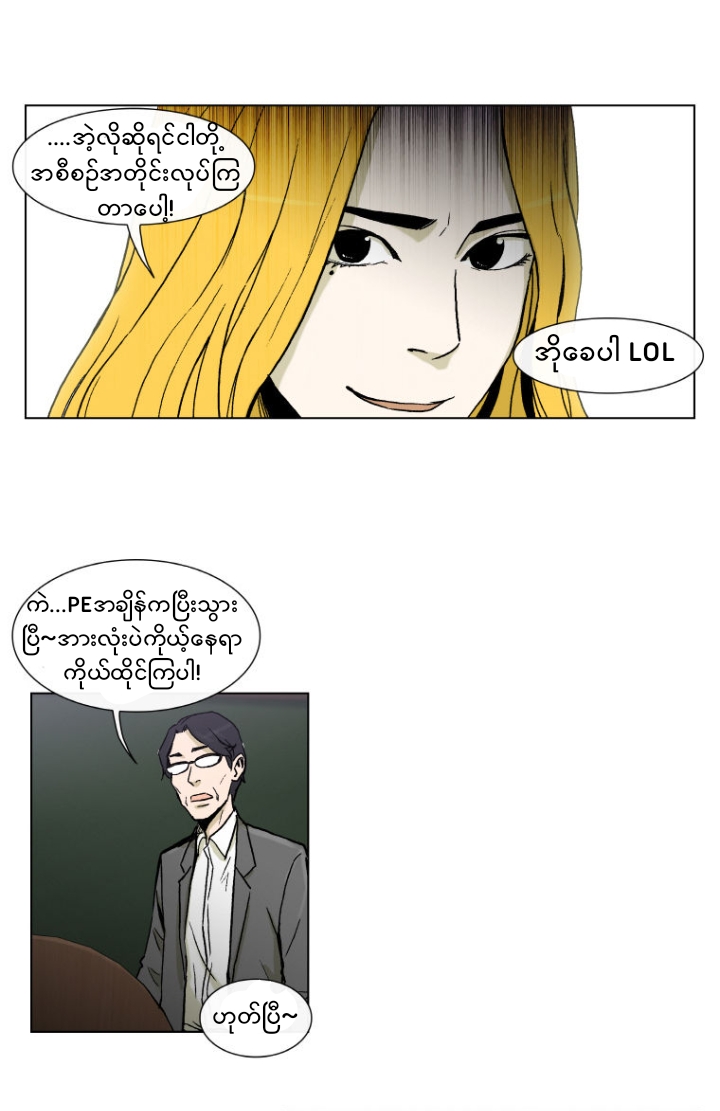 ....အဲ့လိုဆိုရင်ငါတို့
အစီစဉ်အတိုင်းလုပ်ကြ
တာပေါ့!
အိုခေပါ LOL
ကဲ...PEအချိန်ကပြီးသွား
ပြီ~အားလုံးပဲကိုယ့်နေရာ
ကိုယ်ထိုင်ကြပါ!
ဟုတ်ပြီ~